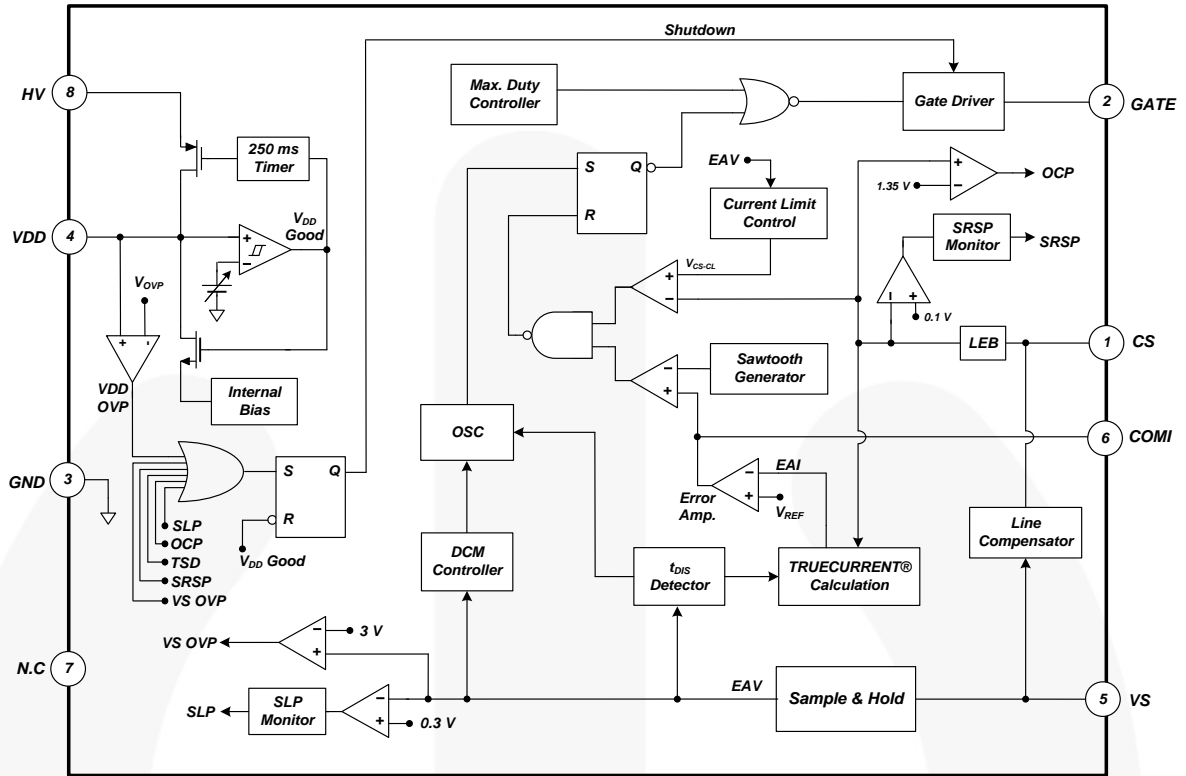 Shutdown
HV
8
Max. Duty
Controller
Gate Driver
2
GATE
250 ms
Timer
S
Q
R
EAV
+
1.35 V
−
OCP
Current Limit
Control
VDD
4
VDD
Good
+
−
SRSP
Monitor
SRSP
VCS-CL
+
−
VOVP
−
+
0.1 V
+
-
LEB
1
CS
Sawtooth
Generator
−
+
VDD
OVP
Internal
Bias
OSC
6
COMI
GND
3
S
Q
R
EAI
−
+
Error
Amp.
VREF
SLP
OCP
TSD
SRSP
VS OVP
VDD Good
DCM
Controller
tDIS
Detector
TRUECURRENT®
Calculation
Line
Compensator
N.C
7
VS OVP
−
+
3 V
EAV
Sample & Hold
5
VS
SLP
SLP
Monitor
−
+
0.3 V